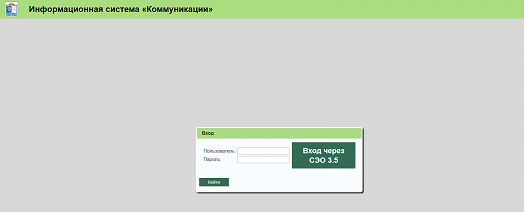 Информационная система «Коммуникации»
Вход
Пользователь:
Пароль:
Вход через
СЭО 3.5
Войти